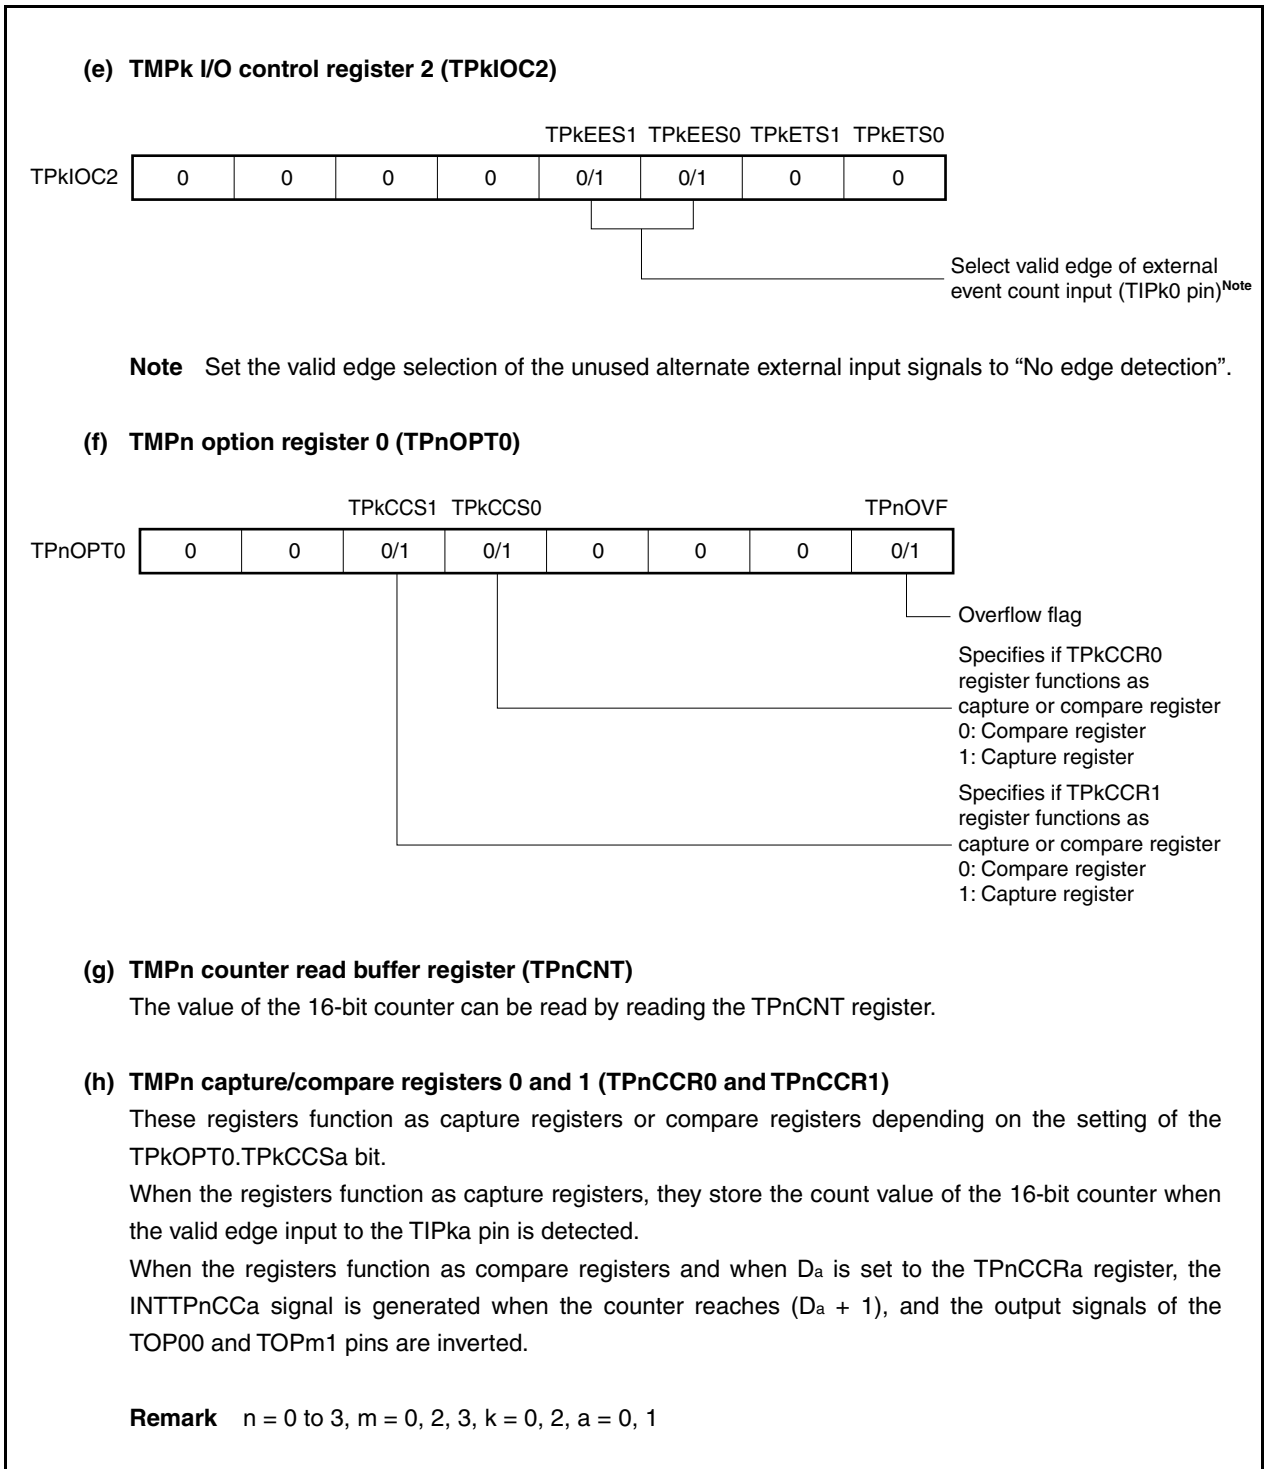 (e) TMPk I/O control register 2 (TPkIOC2)
TPkEES1 TPkEES0 TPkETS1 TPkETS0
TPkIOC2 0 0 0 0 0/1 0/1 0 0
Select valid edge of external
event count input (TIPk0 pin)Note
Note Set the valid edge selection of the unused alternate external input signals to “No edge detection”.
(f) TMPn option register 0 (TPnOPT0)
TPkCCS1 TPkCCS0 TPnOVF
TPnOPT0 0 0 0/1 0/1 0 0 0 0/1
Overflow flag
Specifies if TPkCCR0
register functions as
capture or compare register
0: Compare register
1: Capture register
Specifies if TPkCCR1
register functions as
capture or compare register
0: Compare register
1: Capture register
(g) TMPn counter read buffer register (TPnCNT)
The value of the 16-bit counter can be read by reading the TPnCNT register.
(h) TMPn capture/compare registers 0 and 1 (TPnCCR0 and TPnCCR1)
These registers function as capture registers or compare registers depending on the setting of the
TPkOPT0.TPkCCSa bit.
When the registers function as capture registers, they store the count value of the 16-bit counter when
the valid edge input to the TIPka pin is detected.
When the registers function as compare registers and when Da is set to the TPnCCRa register, the
INTTPnCCa signal is generated when the counter reaches (Da + 1), and the output signals of the
TOP00 and TOPm1 pins are inverted.
Remark n = 0 to 3, m = 0, 2, 3, k = 0, 2, a = 0, 1